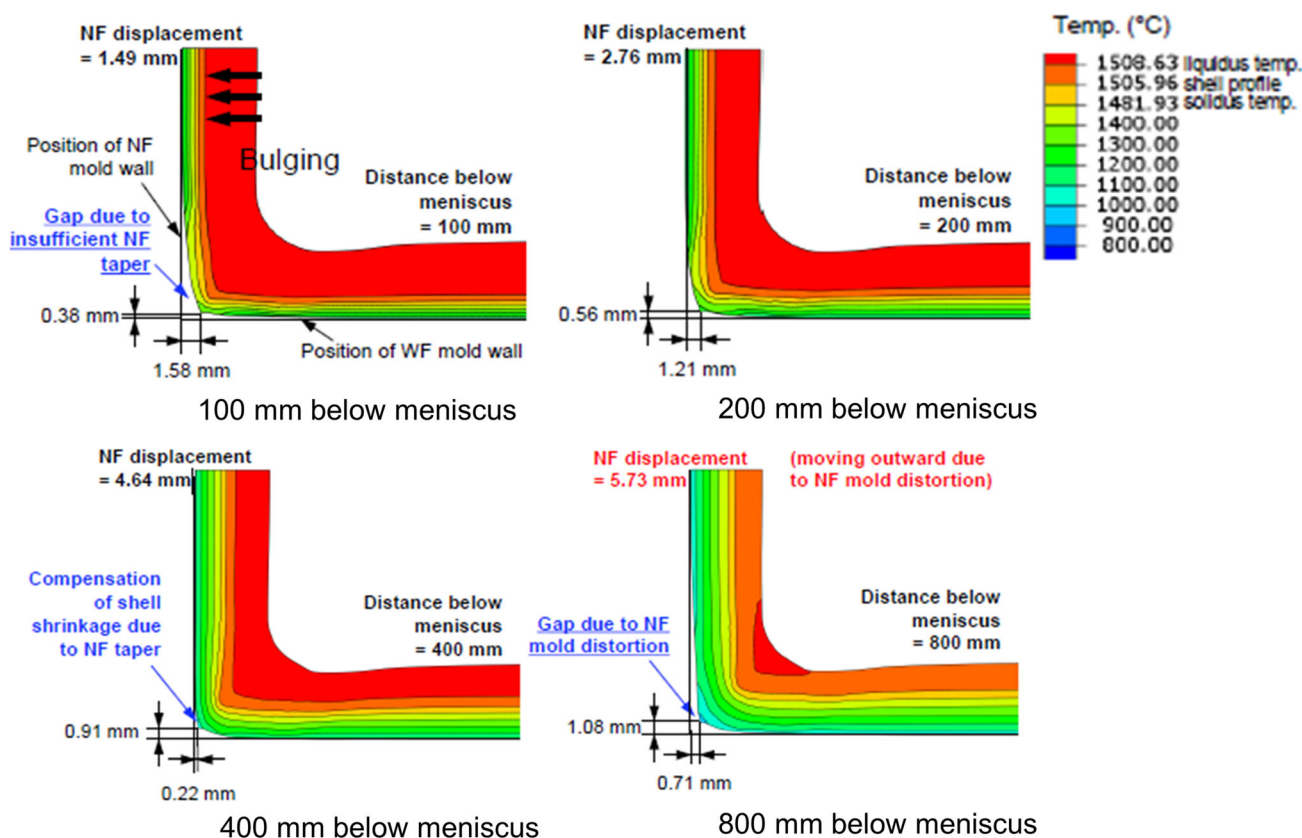 NF displacement
= 1.49 mm
Bulging
Position of NF
mold wall
Distance below
meniscus
= 100 mm
Gap due to
insufficient NF
taper
0.38 mm
Position of WF mold wall
1.58 mm
100 mm below meniscus
NF displacement
= 2.76 mm
Distance below
meniscus
= 200 mm
0.56 mm
1.21 mm
200 mm below meniscus
Temp. (°C)
1508.63 liquidus temp.
1505.96 shell profile
1481.93 solidus temp.
1400.00
1300.00
1200.00
1100.00
1000.00
900.00
800.00
NF displacement
= 4.64 mm
Compensation
of shell
shrinkage due
to NF taper
Distance below
meniscus
= 400 mm
0.91 mm
0.22 mm
400 mm below meniscus
NF displacement
= 5.73 mm
(moving outward due
to NF mold distortion)
Distance below
meniscus
= 800 mm
Gap due to NF
mold distortion
1.08 mm
0.71 mm
800 mm below meniscus